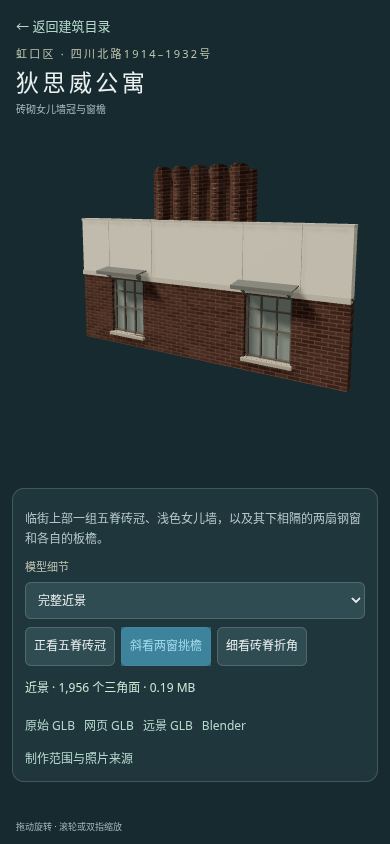 ← 返回建筑目录
虹口区 · 四川北路1914–1932号
狄思威公寓
砖砌女儿墙冠与窗檐
临街上部一组五脊砖冠、浅色女儿墙，以及其下相隔的两扇钢窗
和各自的板檐。
模型细节
完整近景
正看五脊砖冠 斜看两窗挑檐 细看砖脊折角
近景 · 1,956 个三角面 · 0.19 MB
原始 GLB 网页 GLB 远景 GLB Blender
制作范围与照片来源
拖动旋转 · 滚轮或双指缩放